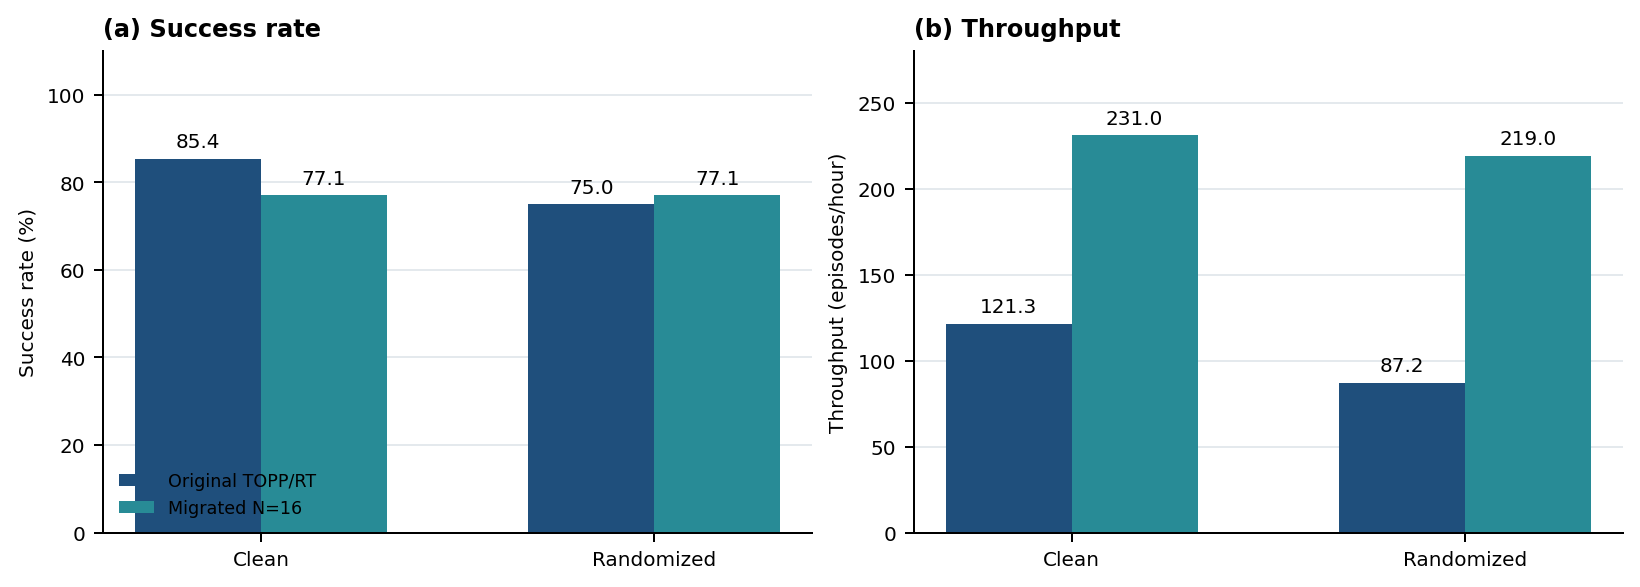 (a) Success rate
Success rate (%)
100
80
60
40
20
0
85.4
77.1
75.0
77.1
Original TOPP/RT
Migrated N=16
Clean
Randomized
(b) Throughput
Throughput (episodes/hour)
250
200
150
100
50
0
121.3
231.0
87.2
219.0
Clean
Randomized